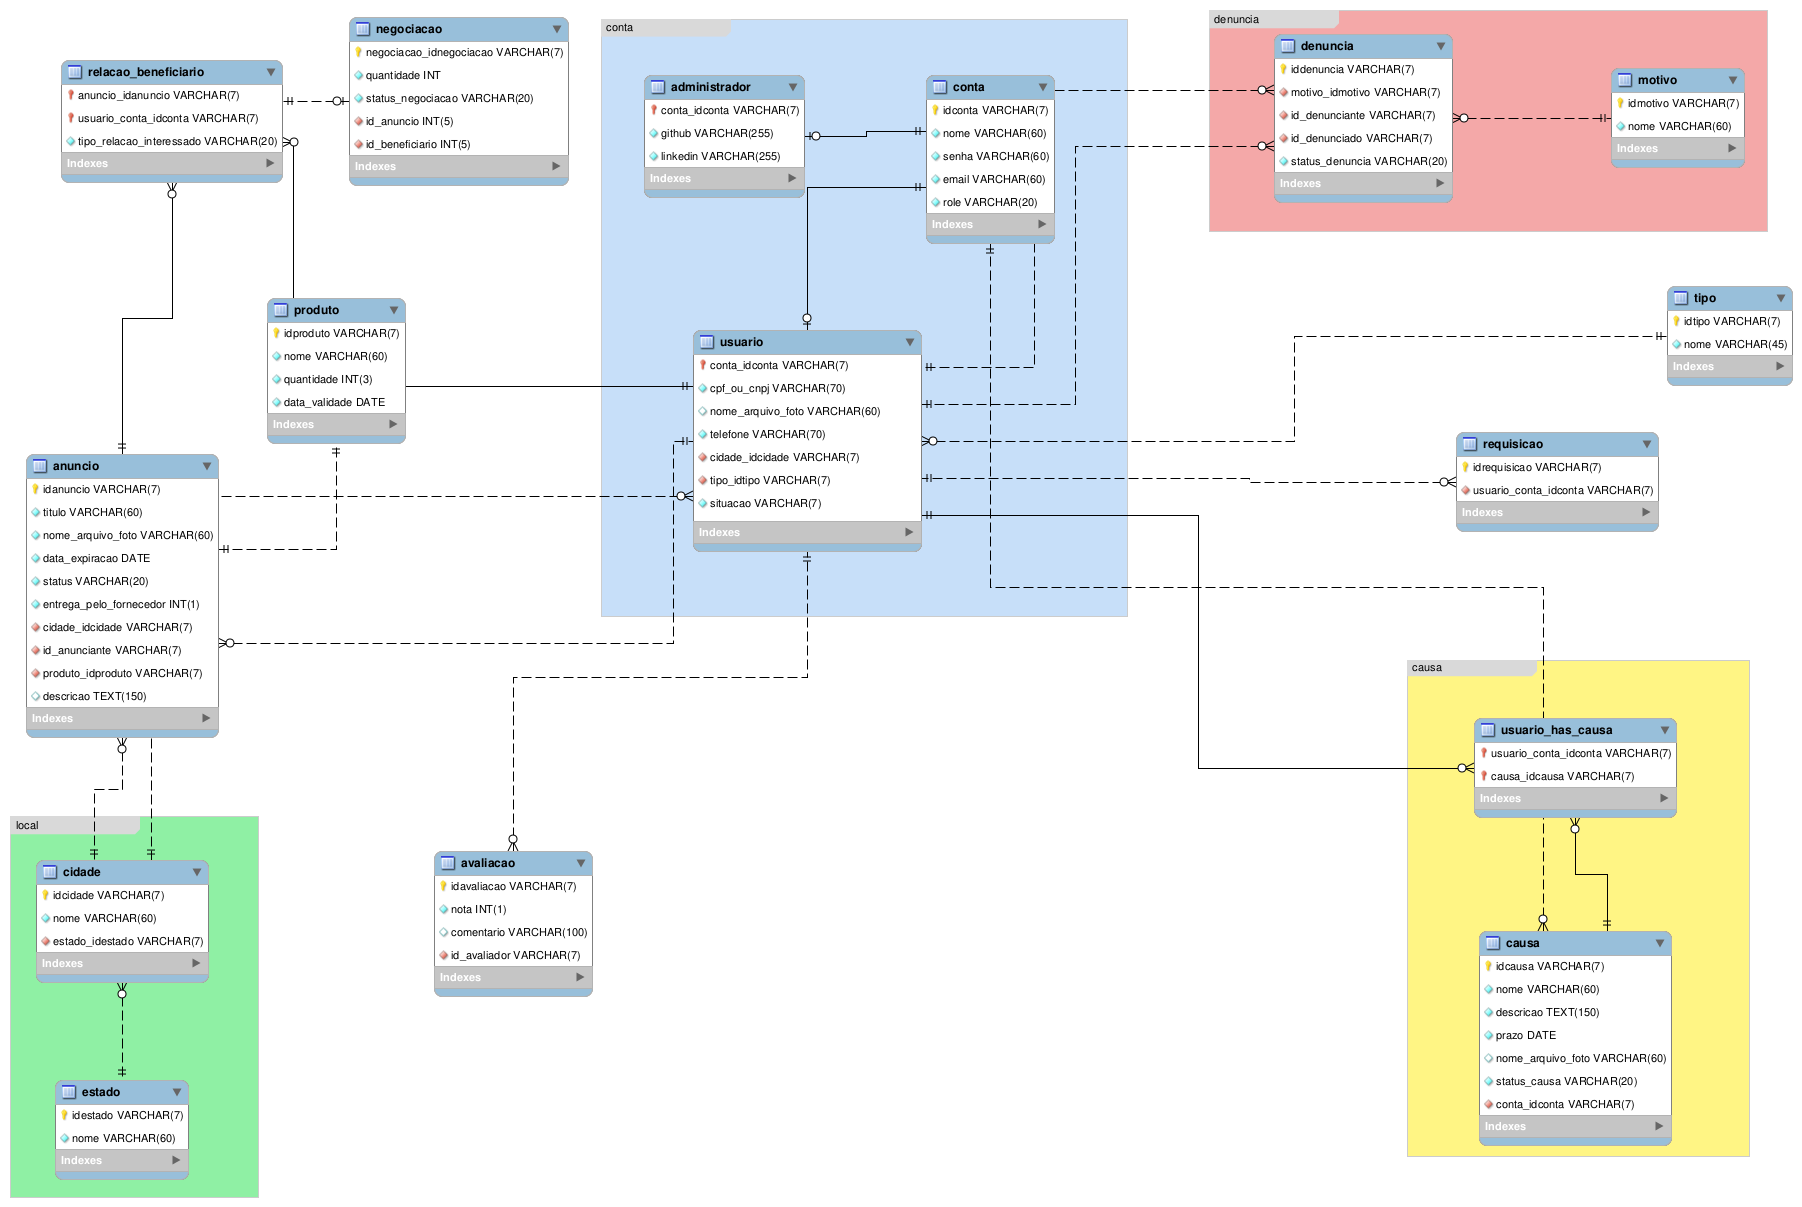 negociacao
negociacao_idnegociacao VARCHAR(7)
quantidade INT
status_negociacao VARCHAR(20)
id_anuncio INT(5)
id_beneficiario INT(5)
Indexes
relacao_beneficiario
anuncio_idanuncio VARCHAR(7)
usuario_conta_idconta VARCHAR(7)
tipo_relacao_interessado VARCHAR(20)
Indexes
conta
administrador
conta_idconta VARCHAR(7)
github VARCHAR(255)
linkedin VARCHAR(255)
Indexes
conta
idconta VARCHAR(7)
nome VARCHAR(60)
senha VARCHAR(60)
email VARCHAR(60)
role VARCHAR(20)
Indexes
denuncia
denuncia
iddenuncia VARCHAR(7)
motivo_idmotivo VARCHAR(7)
id_denunciante VARCHAR(7)
id_denunciado VARCHAR(7)
status_denuncia VARCHAR(20)
Indexes
motivo
idmotivo VARCHAR(7)
nome VARCHAR(60)
Indexes
produto
idproduto VARCHAR(7)
nome VARCHAR(60)
quantidade INT(3)
data_validade DATE
Indexes
usuario
conta_idconta VARCHAR(7)
cpf_ou_cnpj VARCHAR(70)
nome_arquivo_foto VARCHAR(60)
telefone VARCHAR(70)
cidade_idcidade VARCHAR(7)
tipo_idtipo VARCHAR(7)
situacao VARCHAR(7)
Indexes
tipo
idtipo VARCHAR(7)
nome VARCHAR(45)
Indexes
requisicao
idrequisicao VARCHAR(7)
usuario_conta_idconta VARCHAR(7)
Indexes
anuncio
idanuncio VARCHAR(7)
titulo VARCHAR(60)
nome_arquivo_foto VARCHAR(60)
data_expiracao DATE
status VARCHAR(20)
entrega_pelo_fornecedor INT(1)
cidade_idcidade VARCHAR(7)
id_anunciante VARCHAR(7)
produto_idproduto VARCHAR(7)
descricao TEXT(150)
Indexes
local
cidade
idcidade VARCHAR(7)
nome VARCHAR(60)
estado_idestado VARCHAR(7)
Indexes
estado
idestado VARCHAR(7)
nome VARCHAR(60)
Indexes
avaliacao
idavaliacao VARCHAR(7)
nota INT(1)
comentario VARCHAR(100)
id_avaliador VARCHAR(7)
Indexes
causa
usuario_has_causa
usuario_conta_idconta VARCHAR(7)
causa_idcausa VARCHAR(7)
Indexes
causa
idcausa VARCHAR(7)
nome VARCHAR(60)
descricao TEXT(150)
prazo DATE
nome_arquivo_foto VARCHAR(60)
status_causa VARCHAR(20)
conta_idconta VARCHAR(7)
Indexes